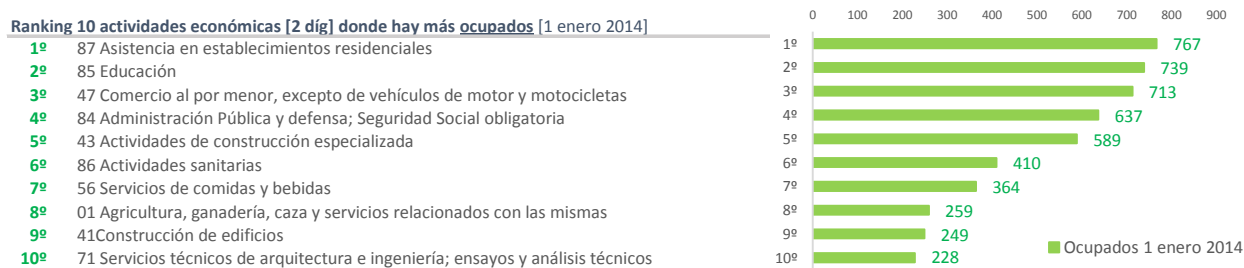 Ranking 10 actividades económicas [2 díg] donde hay más ocupados [1 enero 2014]
1º 87 Asistencia en establecimientos residenciales
2º 85 Educación
3º 47 Comercio al por menor, excepto de vehículos de motor y motocicletas
4º 84 Administración Pública y defensa; Seguridad Social obligatoria
5º 43 Actividades de construcción especializada
6º 86 Actividades sanitarias
7º 56 Servicios de comidas y bebidas
8º 01 Agricultura, ganadería, caza y servicios relacionados con las mismas
9º 41Construcción de edificios
10º 71 Servicios técnicos de arquitectura e ingeniería; ensayos y análisis técnicos
0 100 200 300 400 500 600 700 800 900
1º 767
2º 739
3º 713
4º 637
5º 589
6º 410
7º 364
8º 259
9º 249
10º 228
Ocupados 1 enero 2014